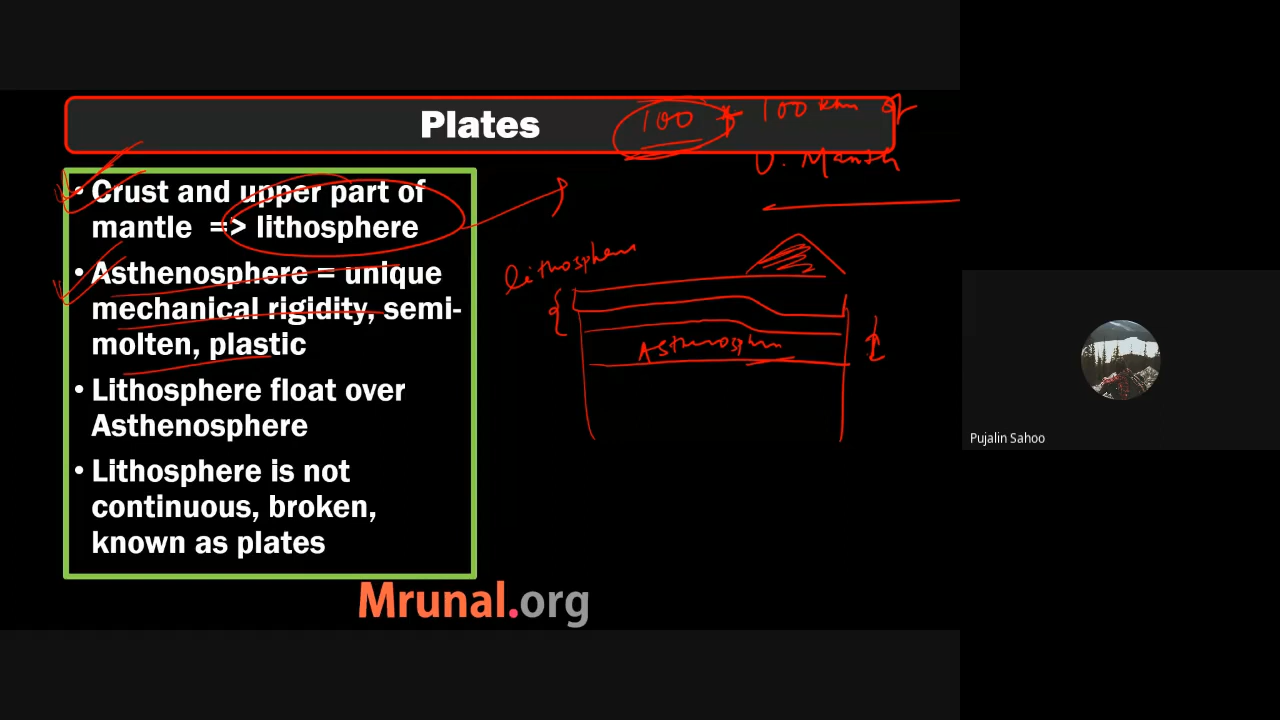 Plates
100 + 100 km of
U. Mantle
• Crust and upper part of
mantle => lithosphere
• Asthenosphere = unique
mechanical rigidity, semi-
molten, plastic
• Lithosphere float over
Asthenosphere
• Lithosphere is not
continuous, broken,
known as plates
lithosphere
Asthenosphere
Mrunal.org
Pujalin Sahoo